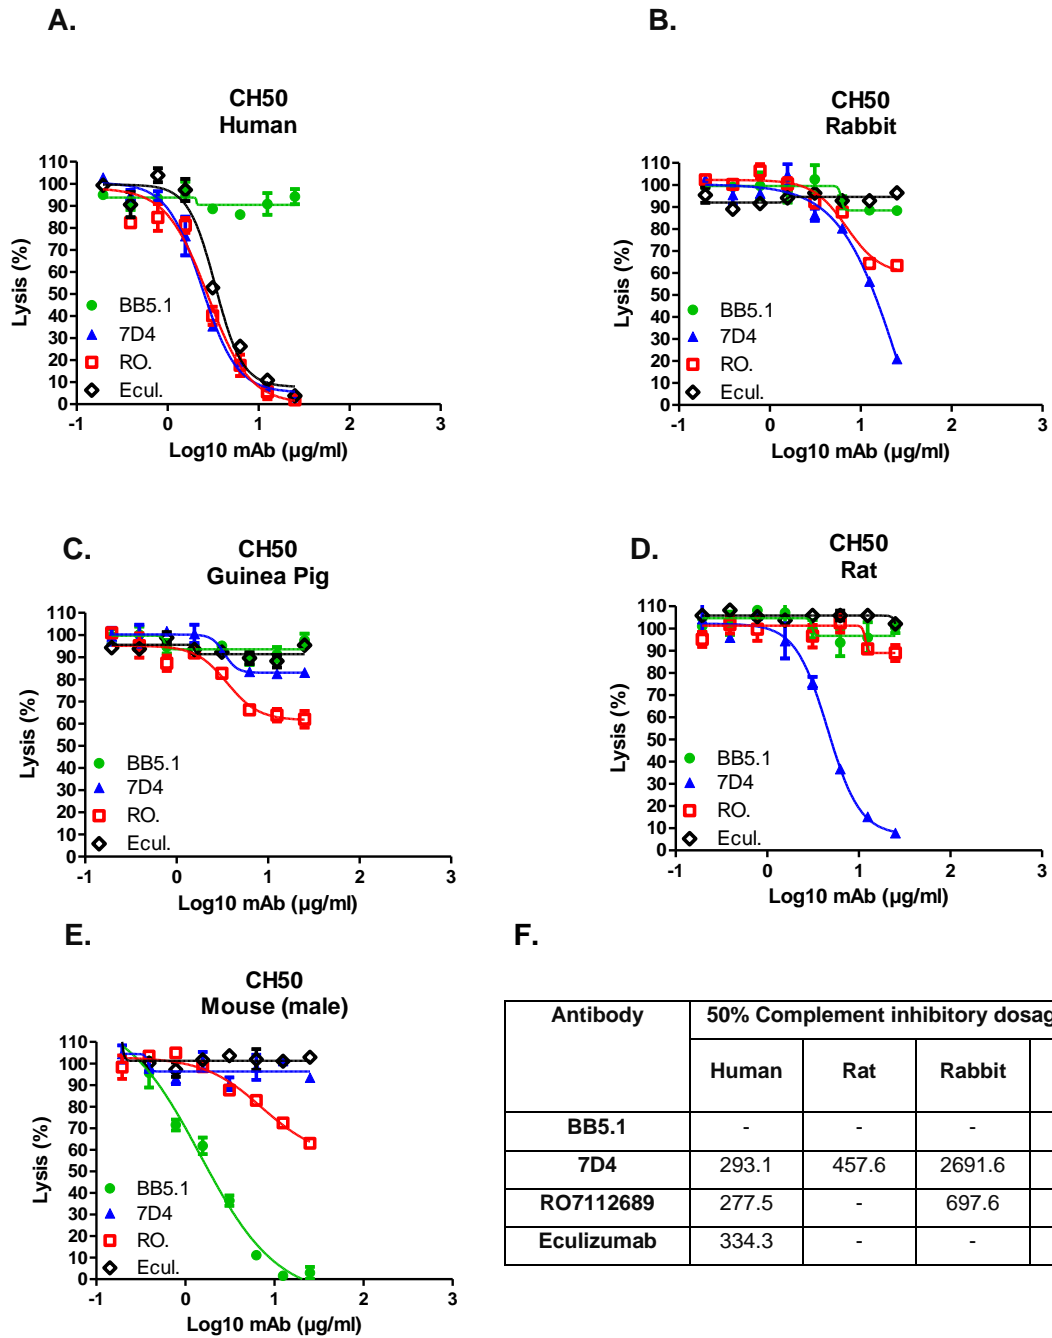 A.
CH50
Human
110
100
90
80
70
60
50
40
30
20
10
0
Lysis (%)
BB5.1
7D4
RO.
Ecul.
-1 0 1 2 3
Log10 mAb (µg/ml)
B.
CH50
Rabbit
110
100
90
80
70
60
50
40
30
20
10
0
Lysis (%)
BB5.1
7D4
RO.
Ecul.
-1 0 1 2 3
Log10 mAb (µg/ml)
C.
CH50
Guinea Pig
110
100
90
80
70
60
50
40
30
20
10
0
Lysis (%)
BB5.1
7D4
RO.
Ecul.
-1 0 1 2 3
Log10 mAb (µg/ml)
D.
CH50
Rat
110
100
90
80
70
60
50
40
30
20
10
0
Lysis (%)
BB5.1
7D4
RO.
Ecul.
-1 0 1 2 3
Log10 mAb (µg/ml)
E.
CH50
Mouse (male)
110
100
90
80
70
60
50
40
30
20
10
0
Lysis (%)
BB5.1
7D4
RO.
Ecul.
-1 0 1 2 3
Log10 mAb (µg/ml)
F.
Antibody 50% Complement inhibitory dosag
Human Rat Rabbit
BB5.1 - - -
7D4 293.1 457.6 2691.6
RO7112689 277.5 - 697.6
Eculizumab 334.3 - -